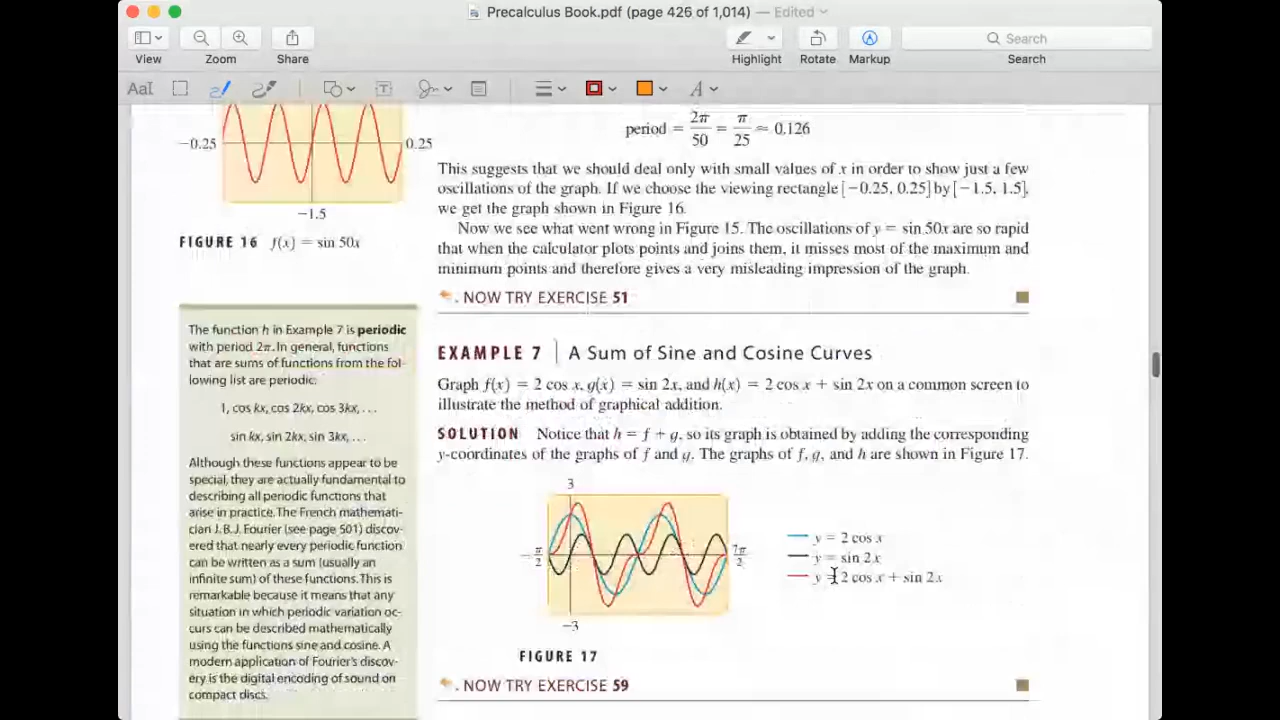 Precalculus Book.pdf (page 426 of 1,014) — Edited
Search
View
Zoom
Share
Highlight
Rotate
Markup
Search
AaI
T
A
−0.25
0.25
−1.5
FIGURE 16 f(x) = sin 50x
period = 2π/50 = π/25 ≈ 0.126
This suggests that we should deal only with small values of x in order to show just a few
oscillations of the graph. If we choose the viewing rectangle [−0.25, 0.25] by [−1.5, 1.5],
we get the graph shown in Figure 16.
Now we see what went wrong in Figure 15. The oscillations of y = sin 50x are so rapid
that when the calculator plots points and joins them, it misses most of the maximum and
minimum points and therefore gives a very misleading impression of the graph.
NOW TRY EXERCISE 51
The function h in Example 7 is periodic
with period 2π. In general, functions
that are sums of functions from the fol-
lowing list are periodic:
1, cos kx, cos 2kx, cos 3kx, . . .
sin kx, sin 2kx, sin 3kx, . . .
Although these functions appear to be
special, they are actually fundamental to
describing all periodic functions that
arise in practice. The French mathemati-
cian J. B. J. Fourier (see page 501) discov-
ered that nearly every periodic function
can be written as a sum (usually an
infinite sum) of these functions. This is
remarkable because it means that any
situation in which periodic variation oc-
curs can be described mathematically
using the functions sine and cosine. A
modern application of Fourier's discov-
ery is the digital encoding of sound on
compact discs.
EXAMPLE 7 | A Sum of Sine and Cosine Curves
Graph f(x) = 2 cos x, g(x) = sin 2x, and h(x) = 2 cos x + sin 2x on a common screen to
illustrate the method of graphical addition.
SOLUTION Notice that h = f + g, so its graph is obtained by adding the corresponding
y-coordinates of the graphs of f and g. The graphs of f, g, and h are shown in Figure 17.
3
−π/2
7π/2
−3
y = 2 cos x
y = sin 2x
y = 2 cos x + sin 2x
FIGURE 17
NOW TRY EXERCISE 59